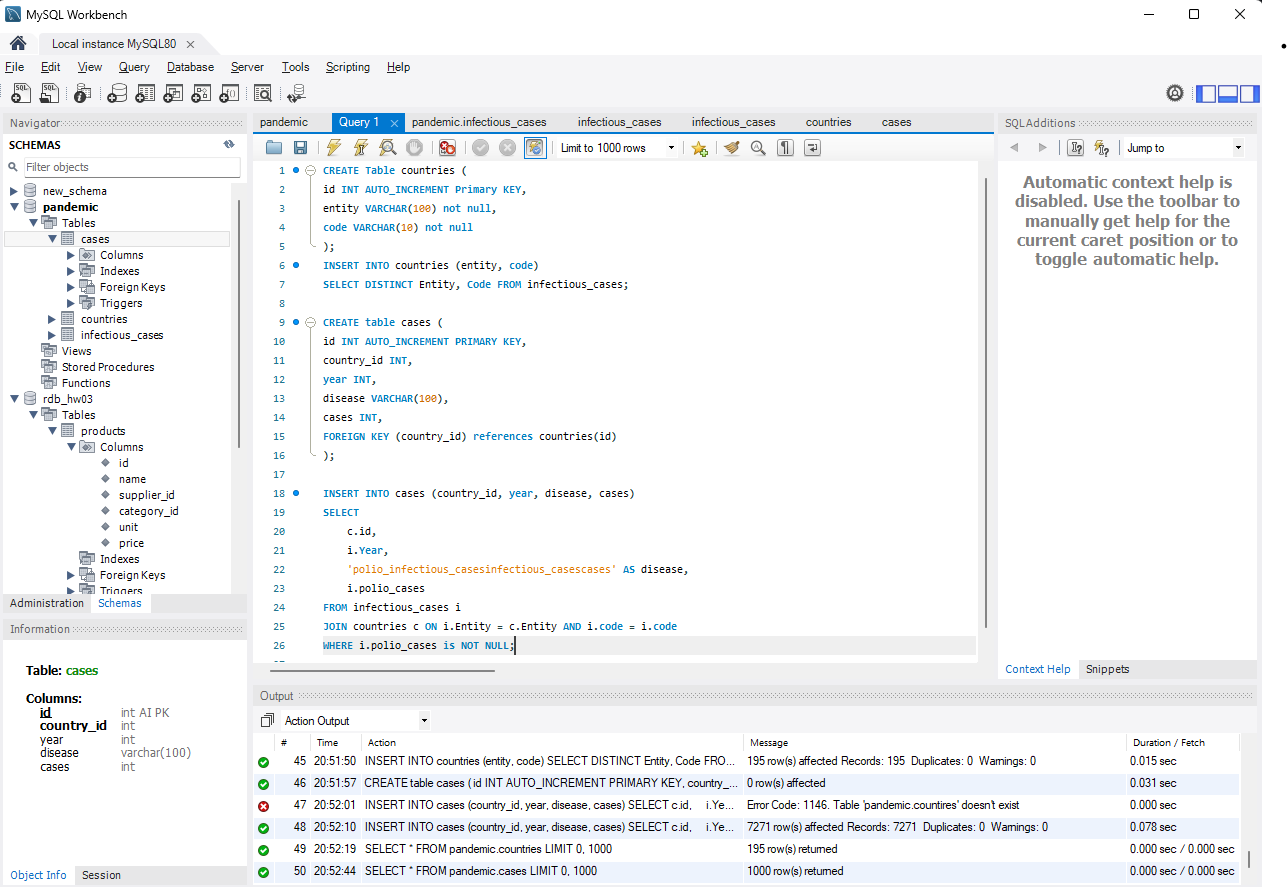 MySQL Workbench
Local instance MySQL80
File Edit View Query Database Server Tools Scripting Help
Navigator
SCHEMAS
Filter objects
new_schema
pandemic
Tables
cases
Columns
Indexes
Foreign Keys
Triggers
countries
infectious_cases
Views
Stored Procedures
Functions
rdb_hw03
Tables
products
Columns
id
name
supplier_id
category_id
unit
price
Indexes
Foreign Keys
Triggers
Administration Schemas
Information
Table: cases
Columns:
id int AI PK
country_id int
year int
disease varchar(100)
cases int
Object Info Session
pandemic Query 1 pandemic.infectious_cases infectious_cases infectious_cases countries cases
Limit to 1000 rows
1 CREATE Table countries (
2 id INT AUTO_INCREMENT Primary KEY,
3 entity VARCHAR(100) not null,
4 code VARCHAR(10) not null
5 );
6 INSERT INTO countries (entity, code)
7 SELECT DISTINCT Entity, Code FROM infectious_cases;
8
9 CREATE table cases (
10 id INT AUTO_INCREMENT PRIMARY KEY,
11 country_id INT,
12 year INT,
13 disease VARCHAR(100),
14 cases INT,
15 FOREIGN KEY (country_id) references countries(id)
16 );
17
18 INSERT INTO cases (country_id, year, disease, cases)
19 SELECT
20 c.id,
21 i.Year,
22 'polio_infectious_casesinfectious_casescases' AS disease,
23 i.polio_cases
24 FROM infectious_cases i
25 JOIN countries c ON i.Entity = c.Entity AND i.code = i.code
26 WHERE i.polio_cases is NOT NULL;
SQLAdditions
Jump to
Automatic context help is
disabled. Use the toolbar to
manually get help for the
current caret position or to
toggle automatic help.
Context Help Snippets
Output
Action Output
# Time Action Message Duration / Fetch
45 20:51:50 INSERT INTO countries (entity, code) SELECT DISTINCT Entity, Code FRO... 195 row(s) affected Records: 195 Duplicates: 0 Warnings: 0 0.015 sec
46 20:51:57 CREATE table cases ( id INT AUTO_INCREMENT PRIMARY KEY, country_... 0 row(s) affected 0.031 sec
47 20:52:01 INSERT INTO cases (country_id, year, disease, cases) SELECT c.id, i.Ye... Error Code: 1146. Table 'pandemic.countires' doesn't exist 0.000 sec
48 20:52:10 INSERT INTO cases (country_id, year, disease, cases) SELECT c.id, i.Ye... 7271 row(s) affected Records: 7271 Duplicates: 0 Warnings: 0 0.078 sec
49 20:52:19 SELECT * FROM pandemic.countries LIMIT 0, 1000 195 row(s) returned 0.000 sec / 0.000 sec
50 20:52:44 SELECT * FROM pandemic.cases LIMIT 0, 1000 1000 row(s) returned 0.000 sec / 0.000 sec